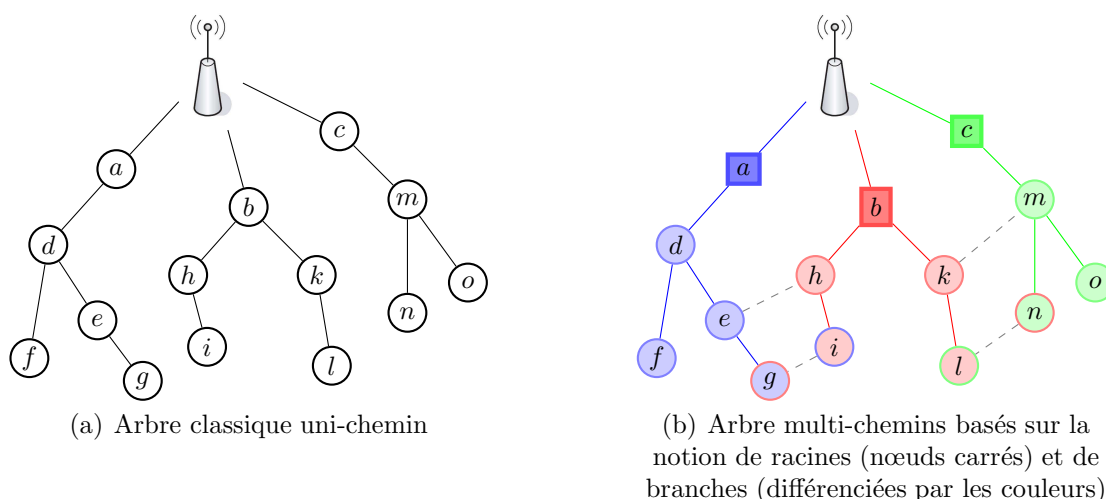 c
a
m
b
d
h
k
o
n
e
i
f
l
g
(a) Arbre classique uni-chemin
c
a
m
b
d
h
k
o
n
e
i
f
l
g
(b) Arbre multi-chemins basés sur la
notion de racines (nœuds carrés) et de
branches (différenciées par les couleurs)